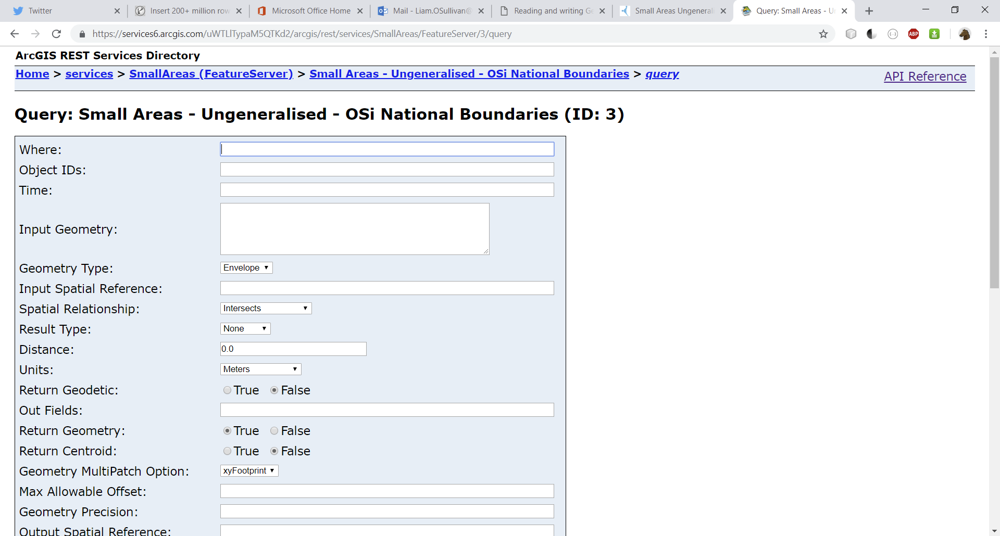 Twitter
Insert 200+ million row
Microsoft Office Home
Mail - Liam.OSullivan@
Reading and writing Ge
Small Areas Ungenerali
Query: Small Areas - U
https://services6.arcgis.com/uWTLlTypaM5QTKd2/arcgis/rest/services/SmallAreas/FeatureServer/3/query
ABP
ArcGIS REST Services Directory
Home > services > SmallAreas (FeatureServer) > Small Areas - Ungeneralised - OSi National Boundaries > query
API Reference
Query: Small Areas - Ungeneralised - OSi National Boundaries (ID: 3)
Where:
Object IDs:
Time:
Input Geometry:
Geometry Type: Envelope
Input Spatial Reference:
Spatial Relationship: Intersects
Result Type: None
Distance: 0.0
Units: Meters
Return Geodetic: True False
Out Fields:
Return Geometry: True False
Return Centroid: True False
Geometry MultiPatch Option: xyFootprint
Max Allowable Offset:
Geometry Precision:
Output Spatial Reference: